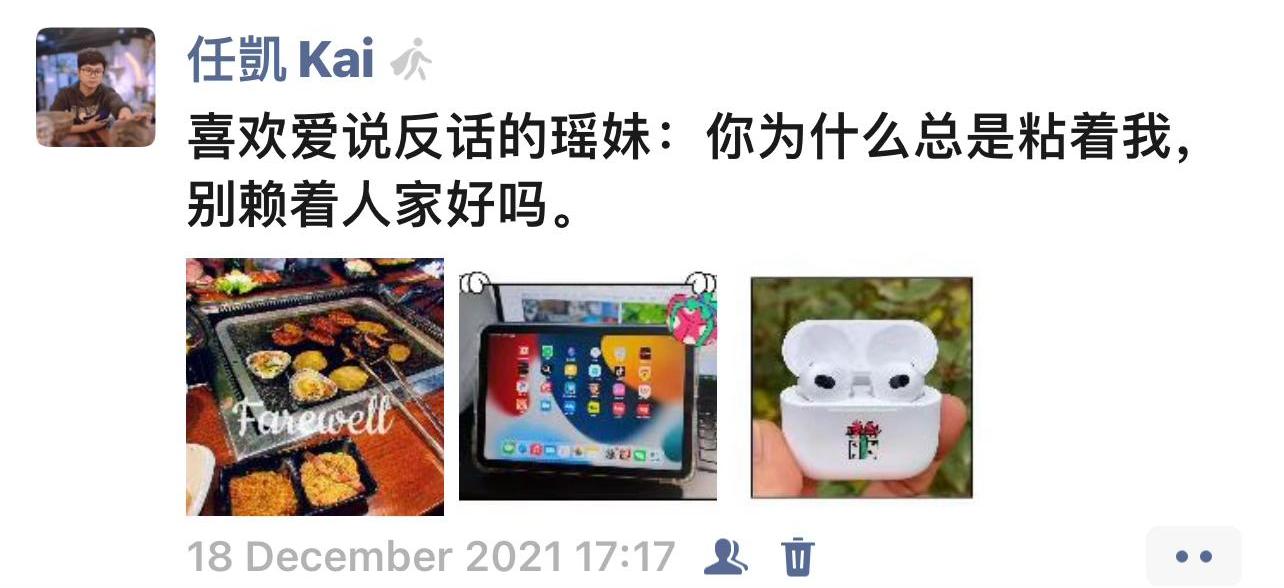 任凱 Kai
喜欢爱说反话的瑶妹：你为什么总是粘着我，
别赖着人家好吗。
Farewell
18 December 2021 17:17